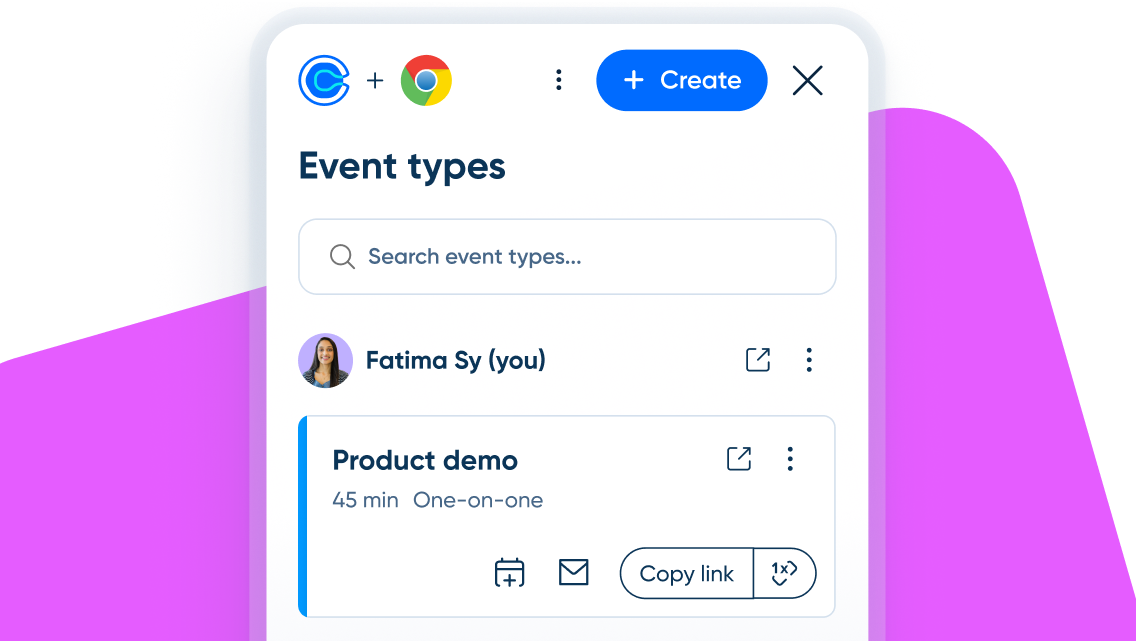 + Create
Event types
Search event types...
Fatima Sy (you)
Product demo
45 min One-on-one
Copy link
1x